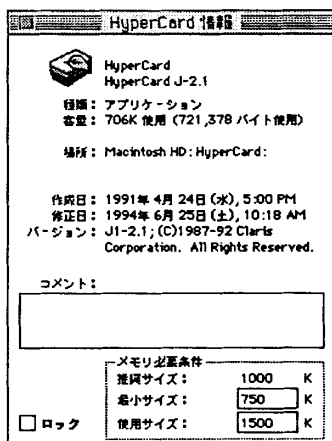 HyperCard 情報
HyperCard
HyperCard J-2.1
種類：アプリケーション
容量：706K 使用（721,378 バイト使用）
場所：Macintosh HD：HyperCard：
作成日：1991年 4月 24日（水）, 5:00 PM
修正日：1994年 6月 25日（土）, 10:18 AM
バージョン：J1-2.1；(C)1987-92 Claris
Corporation. All Rights Reserved.
コメント：
メモリ必要条件
推奨サイズ： 1000 K
最小サイズ： 750 K
使用サイズ： 1500 K
ロック